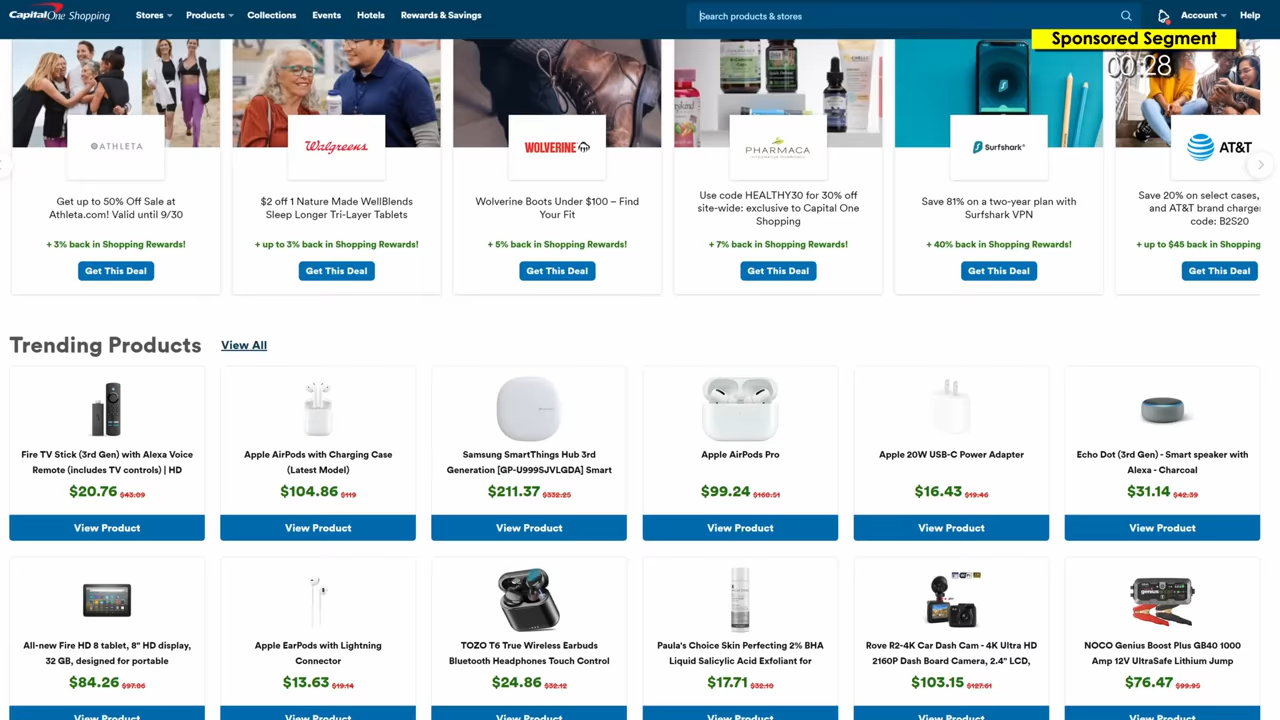 CapitalOne Shopping
Stores
Products
Collections
Events
Hotels
Rewards & Savings
Search products & stores
Account
Help
Sponsored Segment
00:28
ATHLETA
Walgreens
WOLVERINE
PHARMACA
Surfshark
AT&T
Get up to 50% Off Sale at
Athleta.com! Valid until 9/30
+ 3% back in Shopping Rewards!
Get This Deal
$2 off 1 Nature Made WellBlends
Sleep Longer Tri-Layer Tablets
+ up to 3% back in Shopping Rewards!
Get This Deal
Wolverine Boots Under $100 – Find
Your Fit
+ 5% back in Shopping Rewards!
Get This Deal
Use code HEALTHY30 for 30% off
site-wide: exclusive to Capital One
Shopping
+ 7% back in Shopping Rewards!
Get This Deal
Save 81% on a two-year plan with
Surfshark VPN
+ 40% back in Shopping Rewards!
Get This Deal
Save 20% on select cases,
and AT&T brand charge
code: B2S20
+ up to $45 back in Shopping
Get This Deal
Trending Products
View All
Fire TV Stick (3rd Gen) with Alexa Voice
Remote (includes TV controls) | HD
$20.76 $43.09
View Product
Apple AirPods with Charging Case
(Latest Model)
$104.86 $119
View Product
Samsung SmartThings Hub 3rd
Generation [GP-U999SJVLGDA] Smart
$211.37 $332.25
View Product
Apple AirPods Pro
$99.24 $160.51
View Product
Apple 20W USB-C Power Adapter
$16.43 $19.46
View Product
Echo Dot (3rd Gen) - Smart speaker with
Alexa - Charcoal
$31.14 $42.39
View Product
All-new Fire HD 8 tablet, 8" HD display,
32 GB, designed for portable
$84.26 $97.86
View Product
Apple EarPods with Lightning
Connector
$13.63 $19.14
View Product
TOZO T6 True Wireless Earbuds
Bluetooth Headphones Touch Control
$24.86 $32.12
View Product
Paula's Choice Skin Perfecting 2% BHA
Liquid Salicylic Acid Exfoliant for
$17.71 $32.10
View Product
Rove R2-4K Car Dash Cam - 4K Ultra HD
2160P Dash Board Camera, 2.4" LCD,
$103.15 $127.61
View Product
NOCO Genius Boost Plus GB40 1000
Amp 12V UltraSafe Lithium Jump
$76.47 $99.95
View Product